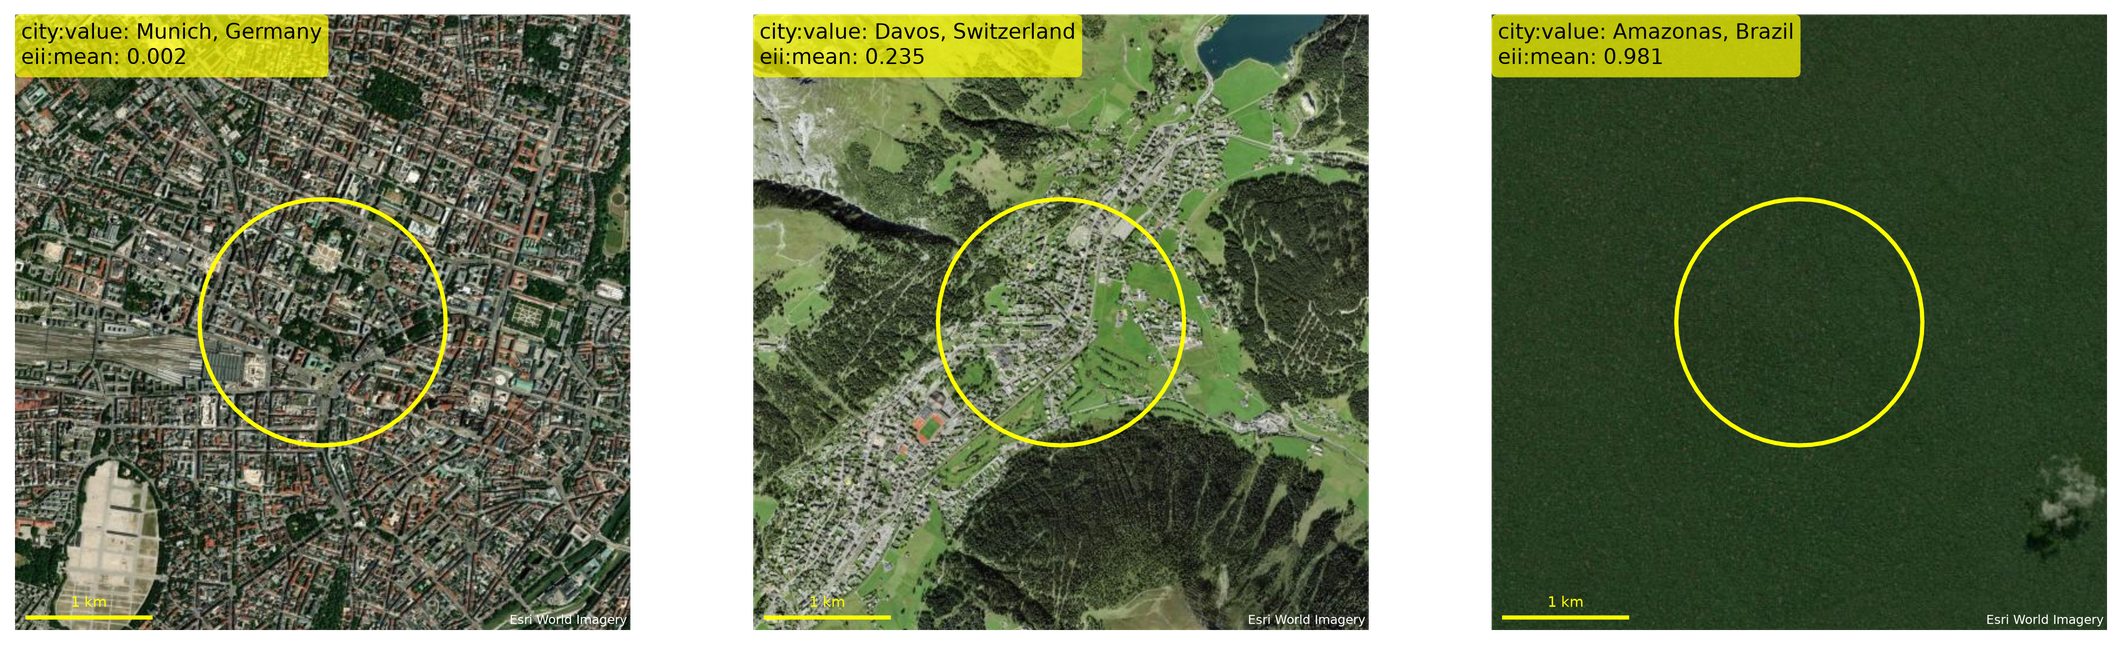 city:value: Munich, Germany
eii:mean: 0.002
1 km
Esri World Imagery
city:value: Davos, Switzerland
eii:mean: 0.235
1 km
Esri World Imagery
city:value: Amazonas, Brazil
eii:mean: 0.981
1 km
Esri World Imagery